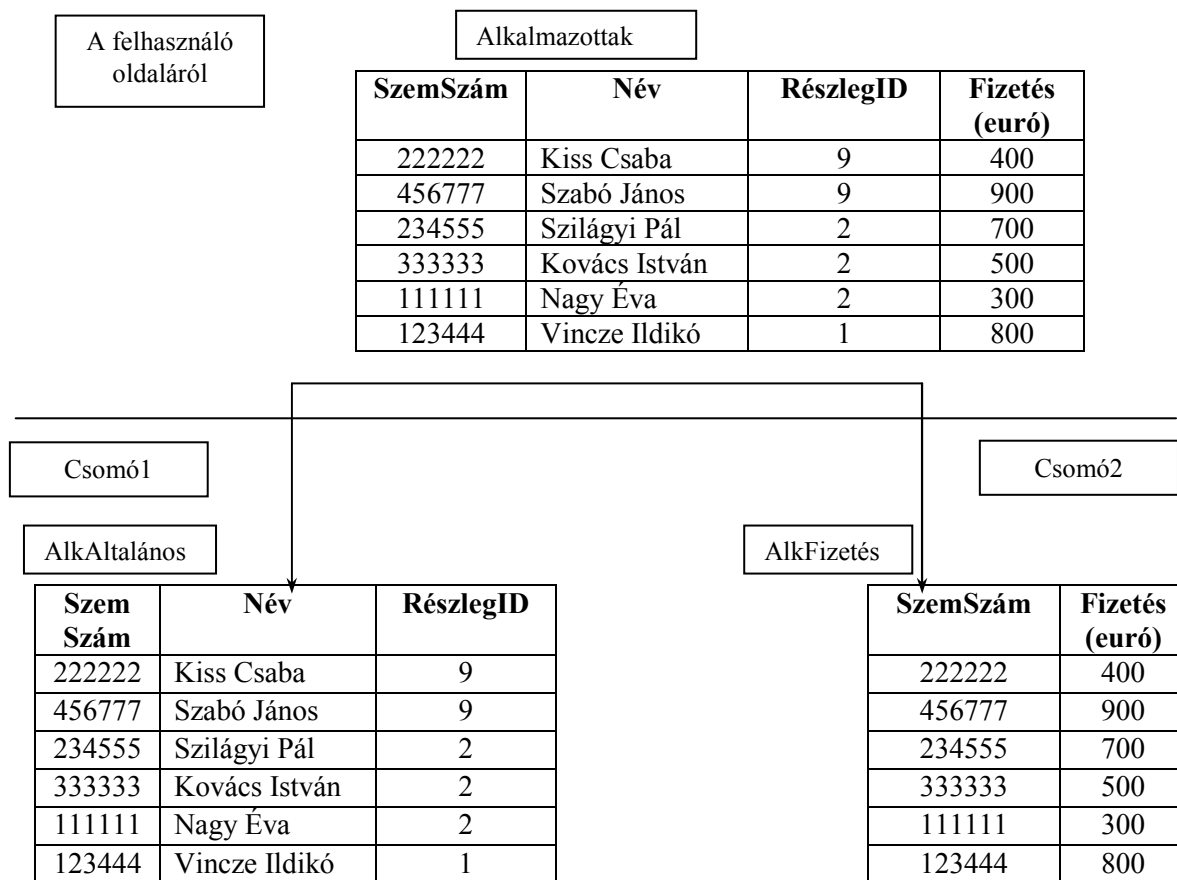 A felhasználó
oldaláról
Alkalmazottak
SzemSzám Név RészlegID Fizetés
(euró)
222222 Kiss Csaba 9 400
456777 Szabó János 9 900
234555 Szilágyi Pál 2 700
333333 Kovács István 2 500
111111 Nagy Éva 2 300
123444 Vincze Ildikó 1 800
Csomó1
Csomó2
AlkAltalános
AlkFizetés
Szem Név RészlegID
Szám
222222 Kiss Csaba 9
456777 Szabó János 9
234555 Szilágyi Pál 2
333333 Kovács István 2
111111 Nagy Éva 2
123444 Vincze Ildikó 1
SzemSzám Fizetés
(euró)
222222 400
456777 900
234555 700
333333 500
111111 300
123444 800